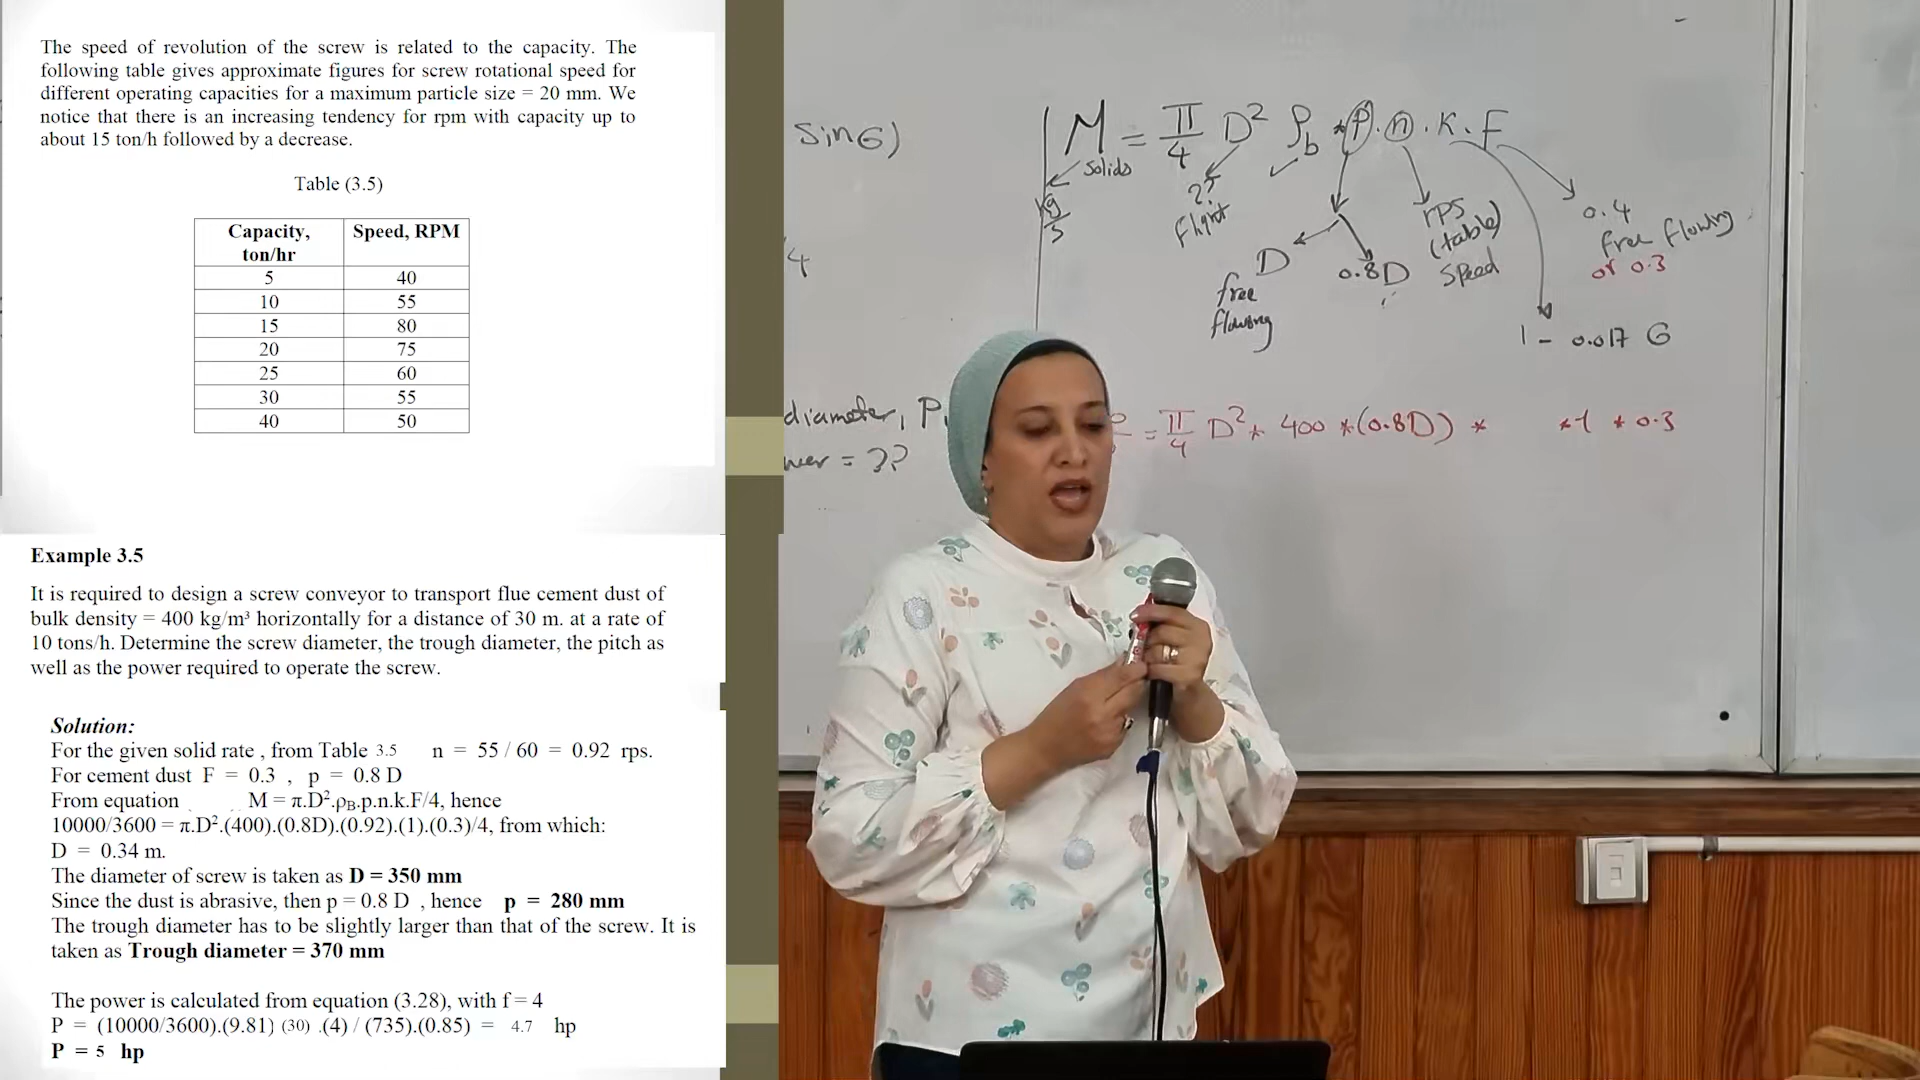 The speed of revolution of the screw is related to the capacity. The
following table gives approximate figures for screw rotational speed for
different operating capacities for a maximum particle size = 20 mm. We
notice that there is an increasing tendency for rpm with capacity up to
about 15 ton/h followed by a decrease.
Table (3.5)
Capacity, ton/hr Speed, RPM
5 40
10 55
15 80
20 75
25 60
30 55
40 50
Example 3.5
It is required to design a screw conveyor to transport flue cement dust of
bulk density = 400 kg/m³ horizontally for a distance of 30 m. at a rate of
10 tons/h. Determine the screw diameter, the trough diameter, the pitch as
well as the power required to operate the screw.
Solution:
For the given solid rate , from Table 3.5 n = 55 / 60 = 0.92 rps.
For cement dust F = 0.3 , p = 0.8 D
From equation M = π.D².ρB.p.n.k.F/4, hence
10000/3600 = π.D².(400).(0.8D).(0.92).(1).(0.3)/4, from which:
D = 0.34 m.
The diameter of screw is taken as D = 350 mm
Since the dust is abrasive, then p = 0.8 D , hence p = 280 mm
The trough diameter has to be slightly larger than that of the screw. It is
taken as Trough diameter = 370 mm
The power is calculated from equation (3.28), with f = 4
P = (10000/3600).(9.81) (30) .(4) / (735).(0.85) = 4.7 hp
P = 5 hp
M = π/4 D² ρb * P . n . k . F
solids
kg/s
??
flight
D
free
flowing
0.8D
rps
(table)
speed
0.4
free flowing
or 0.3
1 - 0.017
4
diameter, P
= ??
= π/4 D² * 400 * (0.8D) * *1 * 0.3